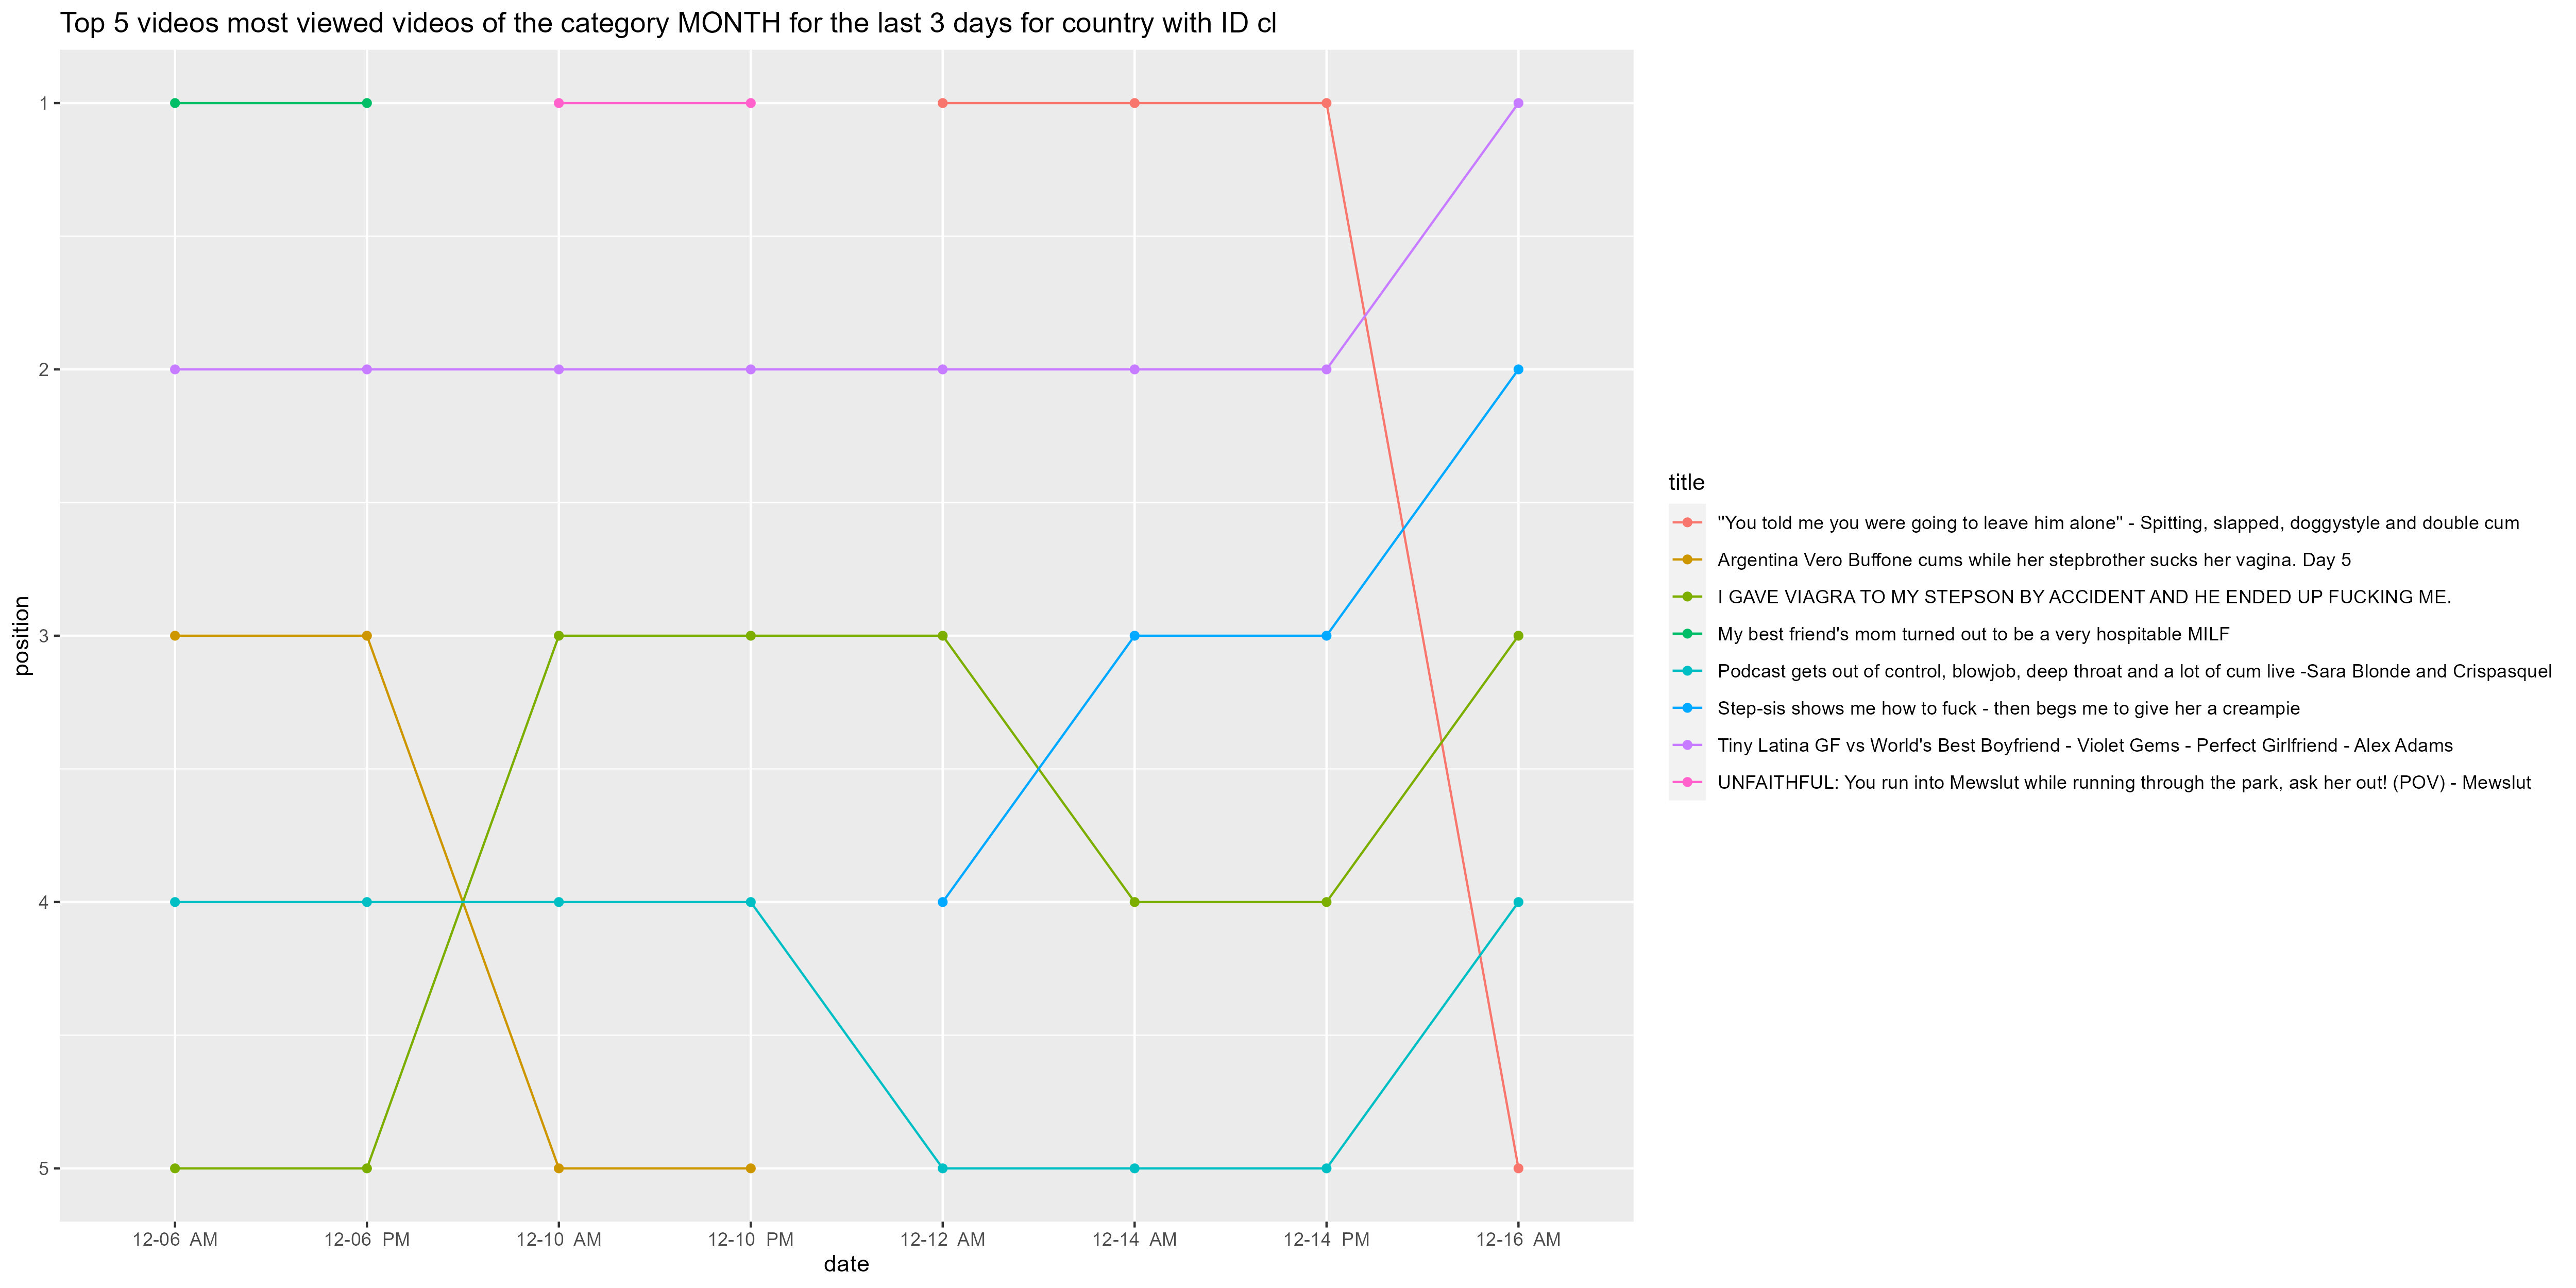 Top 5 videos most viewed videos of the category MONTH for the last 3 days for country with ID cl
position
1
2
3
4
5
12-06 AM
12-06 PM
12-10 AM
12-10 PM
12-12 AM
12-14 AM
12-14 PM
12-16 AM
date
title
"You told me you were going to leave him alone" - Spitting, slapped, doggystyle and double cum
Argentina Vero Buffone cums while her stepbrother sucks her vagina. Day 5
I GAVE VIAGRA TO MY STEPSON BY ACCIDENT AND HE ENDED UP FUCKING ME.
My best friend's mom turned out to be a very hospitable MILF
Podcast gets out of control, blowjob, deep throat and a lot of cum live -Sara Blonde and Crispasquel
Step-sis shows me how to fuck - then begs me to give her a creampie
Tiny Latina GF vs World's Best Boyfriend - Violet Gems - Perfect Girlfriend - Alex Adams
UNFAITHFUL: You run into Mewslut while running through the park, ask her out! (POV) - Mewslut